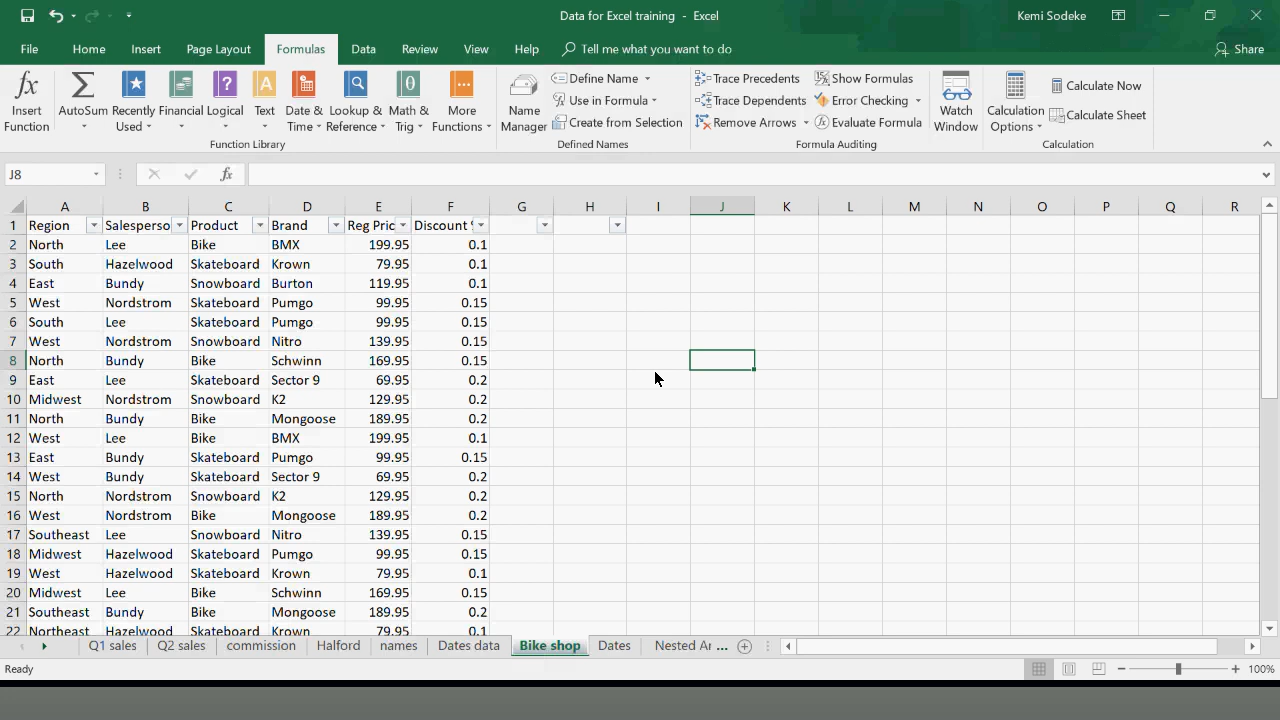 Data for Excel training - Excel
Kemi Sodeke
File Home Insert Page Layout Formulas Data Review View Help Tell me what you want to do Share
Insert Function
AutoSum
Recently Used
Financial
Logical
Text
Date & Time
Lookup & Reference
Math & Trig
More Functions
Function Library
Name Manager
Define Name
Use in Formula
Create from Selection
Defined Names
Trace Precedents
Trace Dependents
Remove Arrows
Show Formulas
Error Checking
Evaluate Formula
Formula Auditing
Watch Window
Calculation Options
Calculate Now
Calculate Sheet
Calculation
J8 fx
A B C D E F G H I J K L M N O P Q R
1 Region Salesperso Product Brand Reg Pric Discount
2 North Lee Bike BMX 199.95 0.1
3 South Hazelwood Skateboard Krown 79.95 0.1
4 East Bundy Snowboard Burton 119.95 0.1
5 West Nordstrom Skateboard Pumgo 99.95 0.15
6 South Lee Skateboard Pumgo 99.95 0.15
7 West Nordstrom Snowboard Nitro 139.95 0.15
8 North Bundy Bike Schwinn 169.95 0.15
9 East Lee Skateboard Sector 9 69.95 0.2
10 Midwest Nordstrom Snowboard K2 129.95 0.2
11 North Bundy Bike Mongoose 189.95 0.2
12 West Lee Bike BMX 199.95 0.1
13 East Bundy Skateboard Pumgo 99.95 0.15
14 West Bundy Skateboard Sector 9 69.95 0.2
15 North Nordstrom Snowboard K2 129.95 0.2
16 West Nordstrom Bike Mongoose 189.95 0.2
17 Southeast Lee Snowboard Nitro 139.95 0.15
18 Midwest Hazelwood Skateboard Pumgo 99.95 0.15
19 West Hazelwood Skateboard Krown 79.95 0.1
20 Midwest Lee Bike Schwinn 169.95 0.15
21 Southeast Bundy Bike Mongoose 189.95 0.2
22 Northeast Hazelwood Skateboard Krown 79.95 0.1
Q1 sales Q2 sales commission Halford names Dates data Bike shop Dates Nested Ar ...
Ready 100%